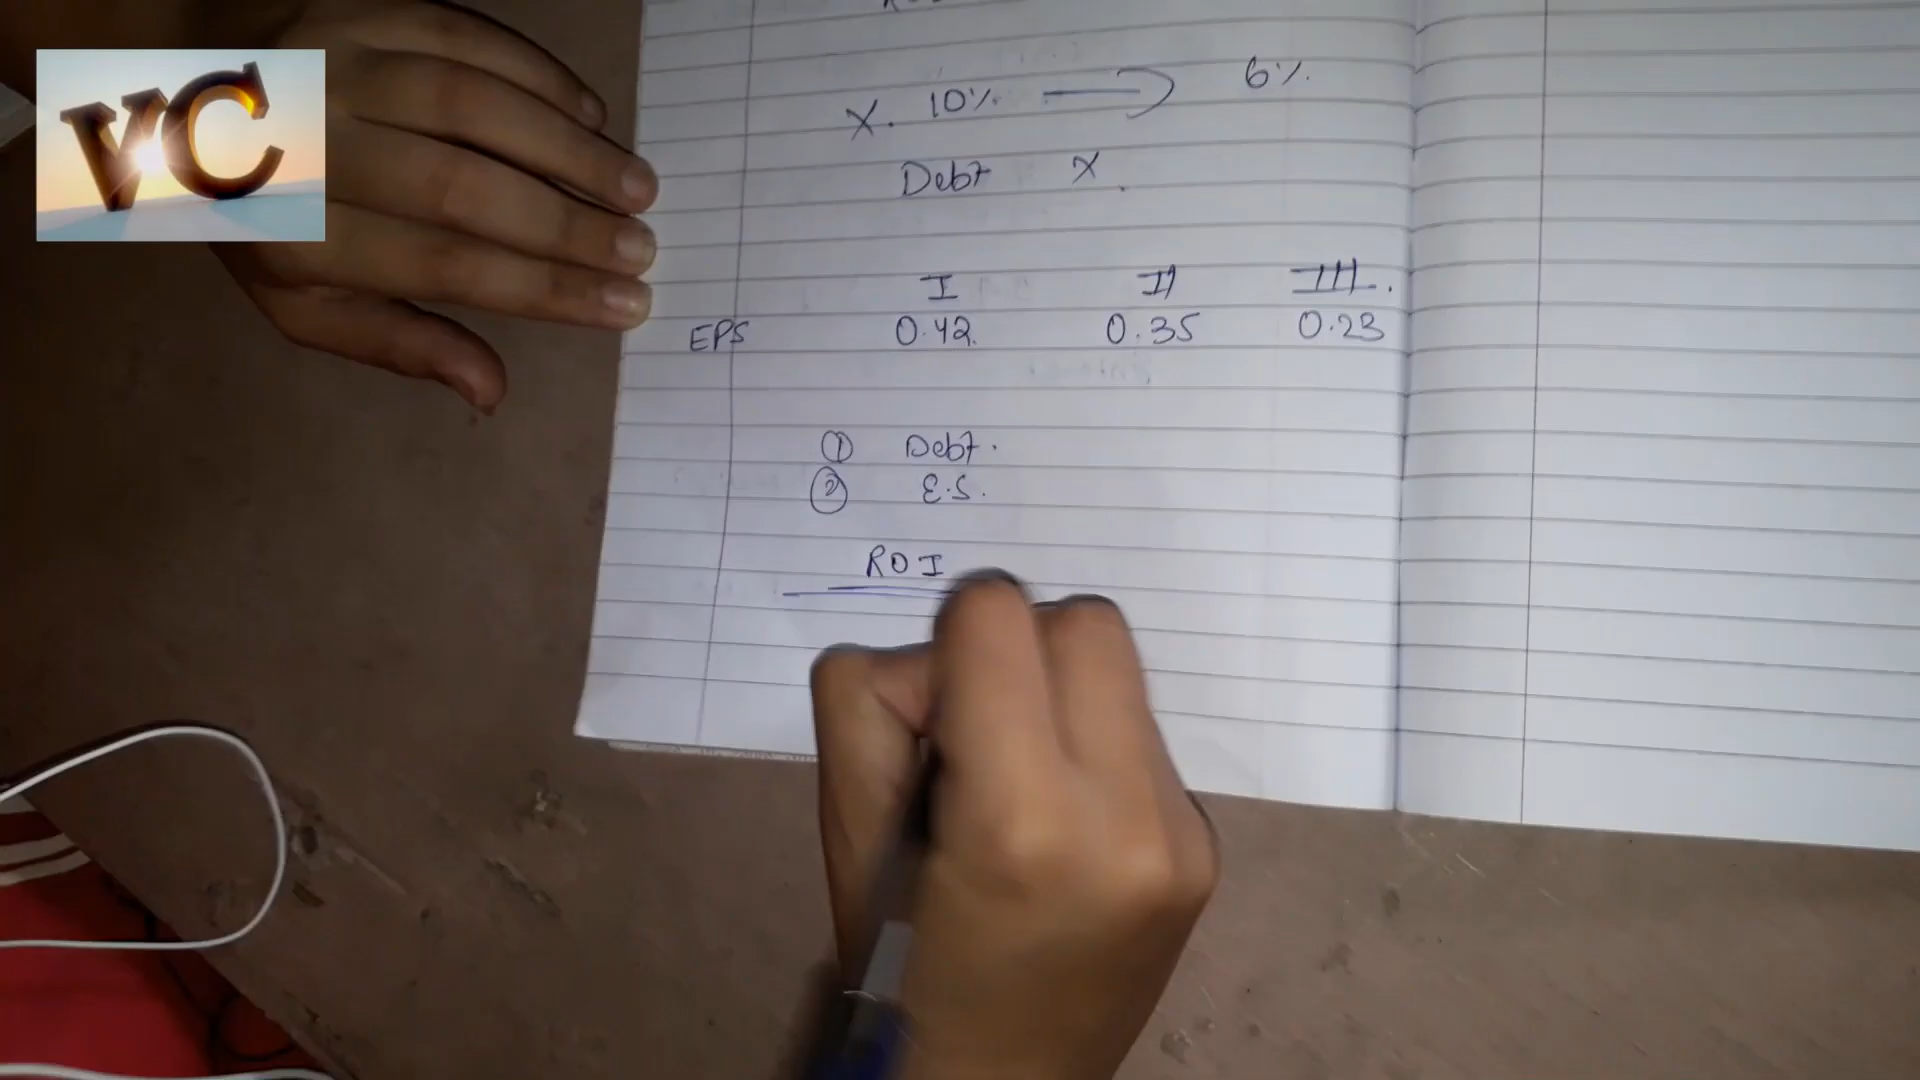 VC
X. 10% → 6%.
Debt X.
I II III.
EPS 0.42. 0.35 0.23
① Debt.
② E.S.
ROI